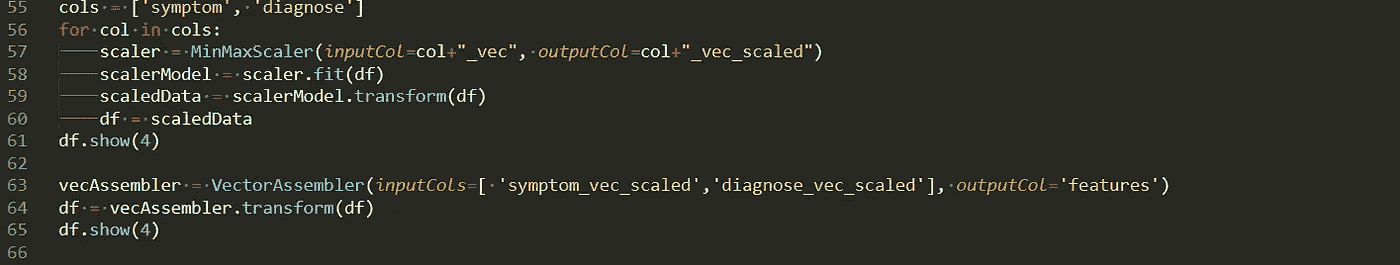 55 cols = ['symptom', 'diagnose']
56 for col in cols:
57 scaler = MinMaxScaler(inputCol=col+"_vec", outputCol=col+"_vec_scaled")
58 scalerModel = scaler.fit(df)
59 scaledData = scalerModel.transform(df)
60 df = scaledData
61 df.show(4)
62
63 vecAssembler = VectorAssembler(inputCols=[ 'symptom_vec_scaled','diagnose_vec_scaled'], outputCol='features')
64 df = vecAssembler.transform(df)
65 df.show(4)
66